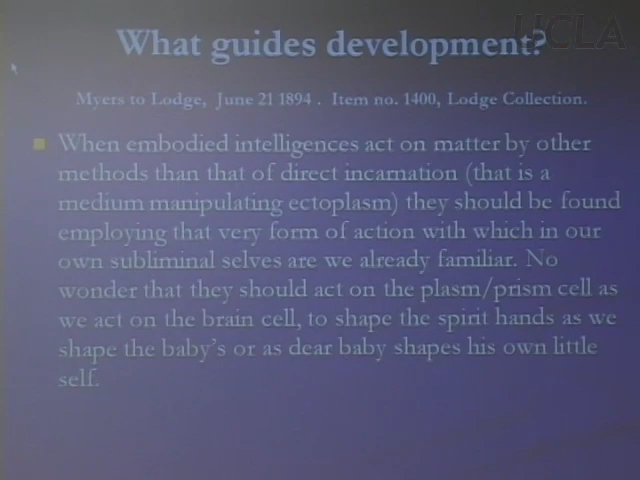 UCLA
What guides development?
Myers to Lodge, June 21 1894 . Item no. 1400, Lodge Collection.
When embodied intelligences act on matter by other
methods than that of direct incarnation (that is a
medium manipulating ectoplasm) they should be found
employing that very form of action with which in our
own subliminal selves are we already familiar. No
wonder that they should act on the plasm/prism cell as
we act on the brain cell, to shape the spirit hands as we
shape the baby's or as dear baby shapes his own little
self.